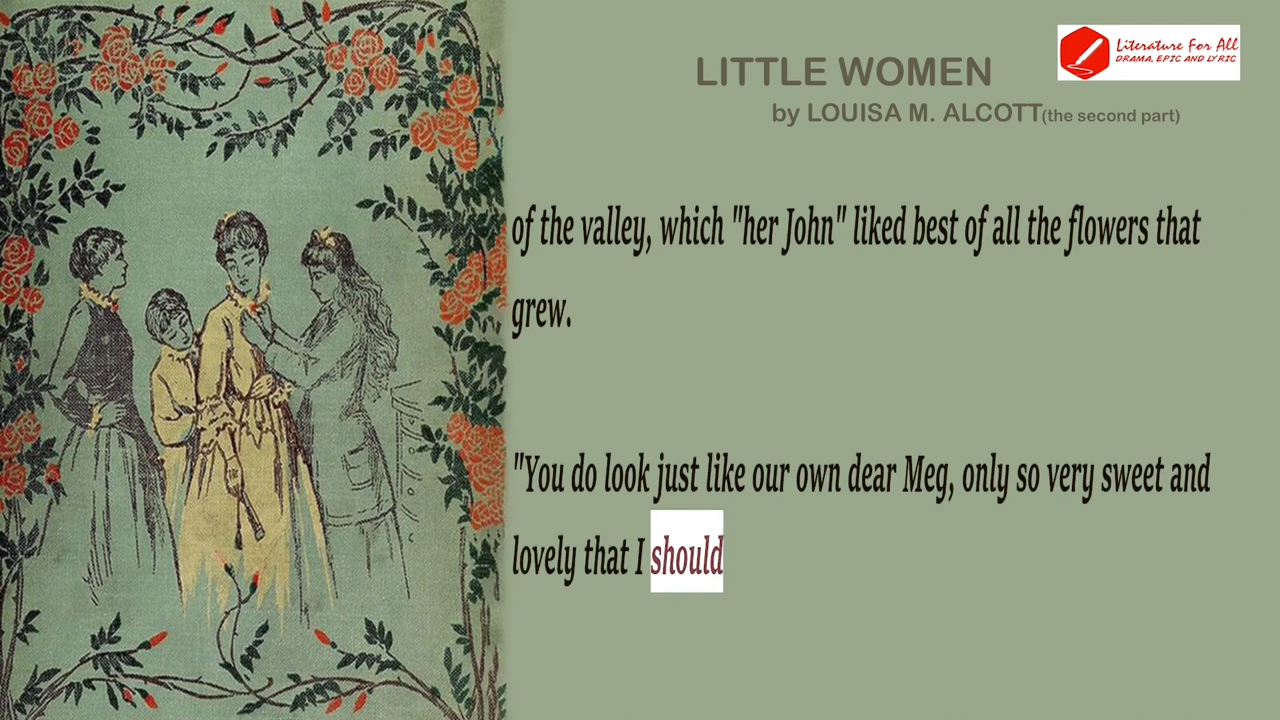 LITTLE WOMEN
by LOUISA M. ALCOTT(the second part)
Literature For All
DRAMA, EPIC AND LYRIC
of the valley, which "her John" liked best of all the flowers that
grew.
"You do look just like our own dear Meg, only so very sweet and
lovely that I should